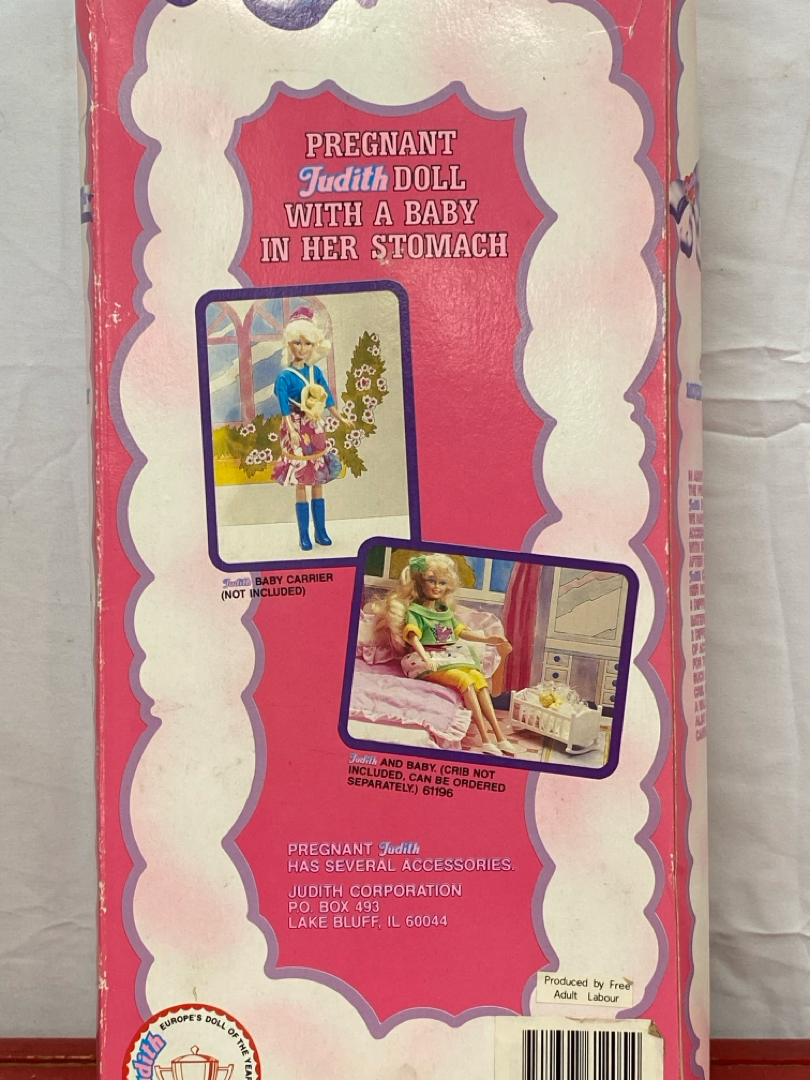 PREGNANT
Judith DOLL
WITH A BABY
IN HER STOMACH
Judith BABY CARRIER
(NOT INCLUDED)
Judith AND BABY. (CRIB NOT
INCLUDED, CAN BE ORDERED
SEPARATELY.) 61196
PREGNANT Judith
HAS SEVERAL ACCESSORIES.
JUDITH CORPORATION
P.O. BOX 493
LAKE BLUFF, IL 60044
Produced by Free
Adult Labour
EUROPE'S DOLL OF THE YEAR